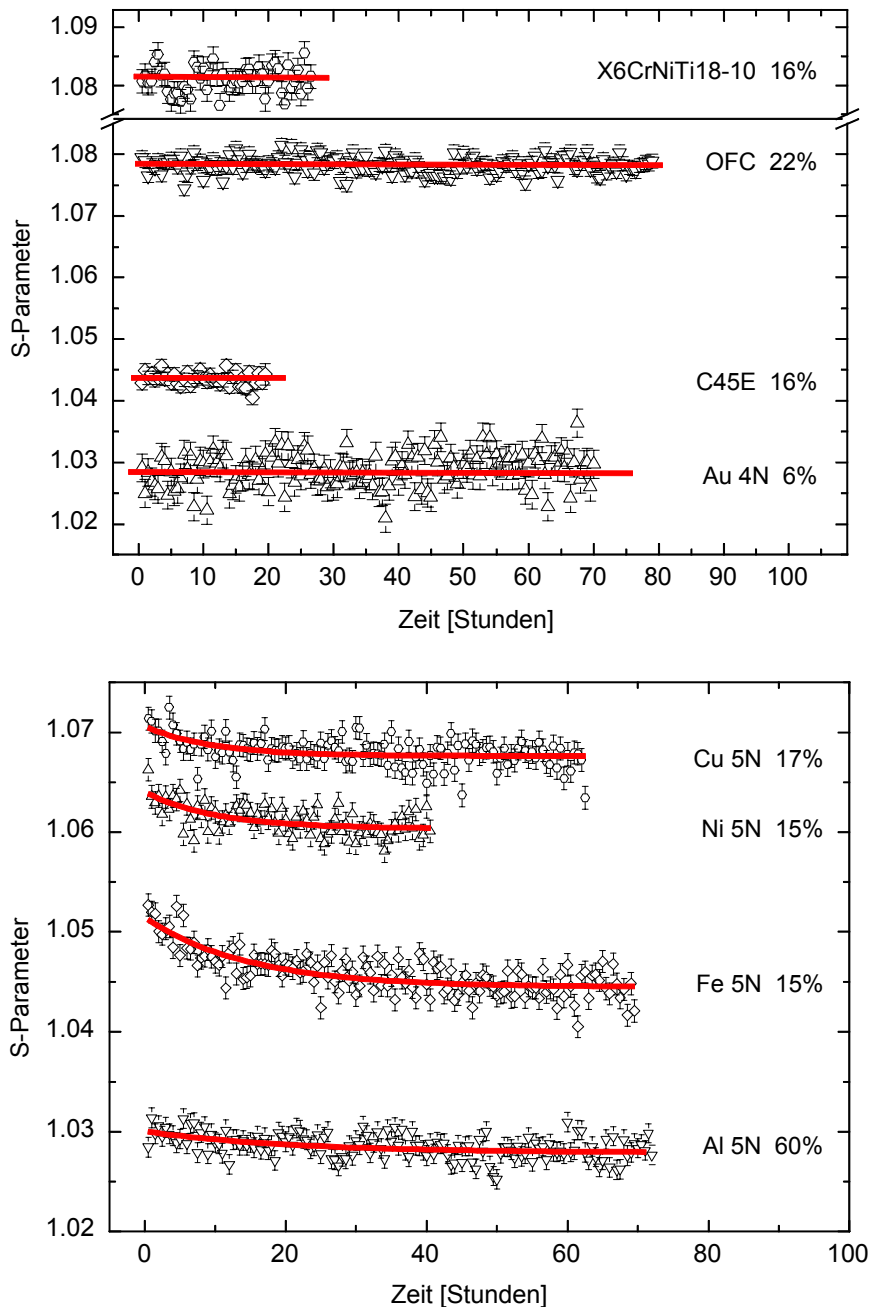 1.09
1.08
X6CrNiTi18-10 16%
1.08
OFC 22%
1.07
S-Parameter
1.05
1.04
C45E 16%
1.03
Au 4N 6%
1.02
0 10 20 30 40 50 60 70 80 90 100
Zeit [Stunden]
1.07
Cu 5N 17%
1.06
Ni 5N 15%
1.05
S-Parameter
Fe 5N 15%
1.04
1.03
Al 5N 60%
1.02
0 20 40 60 80 100
Zeit [Stunden]